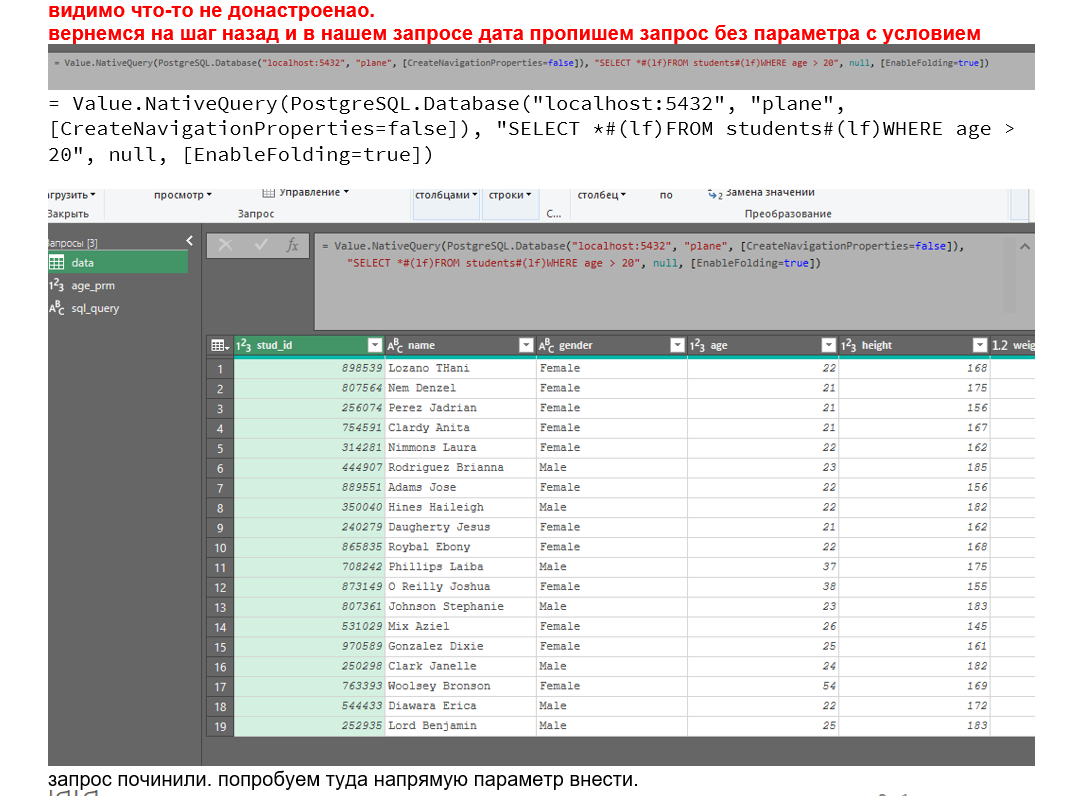 видимо что-то не донастроенао.
вернемся на шаг назад и в нашем запросе дата пропишем запрос без параметра с условием
= Value.NativeQuery(PostgreSQL.Database("localhost:5432", "plane", [CreateNavigationProperties=false]), "SELECT *#(lf)FROM students#(lf)WHERE age > 20", null, [EnableFolding=true])
= Value.NativeQuery(PostgreSQL.Database("localhost:5432", "plane",
[CreateNavigationProperties=false]), "SELECT *#(lf)FROM students#(lf)WHERE age >
20", null, [EnableFolding=true])
агрузить просмотр Управление столбцами строки столбец по 2 Замена значений
Закрыть Запрос С... Преобразование
Запросы [3]
= Value.NativeQuery(PostgreSQL.Database("localhost:5432", "plane", [CreateNavigationProperties=false]),
"SELECT *#(lf)FROM students#(lf)WHERE age > 20", null, [EnableFolding=true])
fx
data
123 age_prm
ABC sql_query
123 stud_id ABC name ABC gender 123 age 123 height 1.2 weig
1 898539 Lozano THani Female 22 168
2 807564 Nem Denzel Female 21 175
3 256074 Perez Jadrian Female 21 156
4 754591 Clardy Anita Female 21 167
5 314281 Nimmons Laura Female 22 162
6 444907 Rodriguez Brianna Male 23 185
7 889551 Adams Jose Female 22 156
8 350040 Hines Haileigh Male 22 182
9 240279 Daugherty Jesus Female 21 162
10 865835 Roybal Ebony Female 22 168
11 708242 Phillips Laiba Male 37 175
12 873149 O Reilly Joshua Female 38 155
13 807361 Johnson Stephanie Male 23 183
14 531029 Mix Aziel Female 26 145
15 970589 Gonzalez Dixie Female 25 161
16 250298 Clark Janelle Male 24 182
17 763393 Woolsey Bronson Female 54 169
18 544433 Diawara Erica Male 22 172
19 252935 Lord Benjamin Male 25 183
запрос починили. попробуем туда напрямую параметр внести.